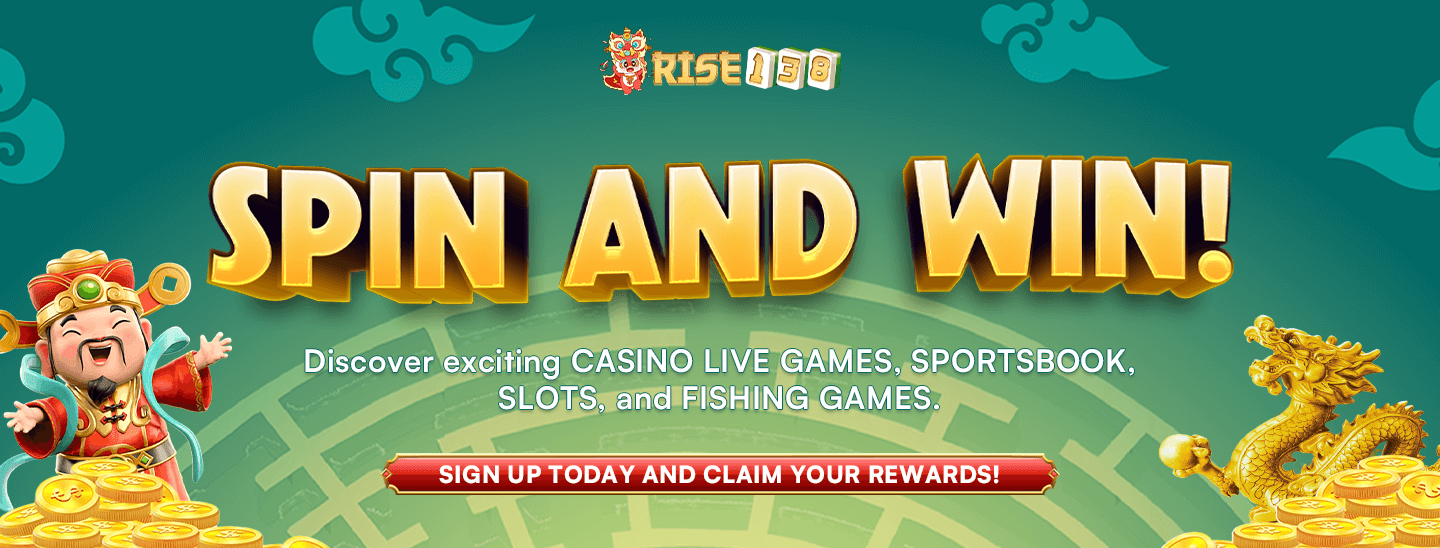 RISE138
SPIN AND WIN!
Discover exciting CASINO LIVE GAMES, SPORTSBOOK,
SLOTS, and FISHING GAMES.
SIGN UP TODAY AND CLAIM YOUR REWARDS!